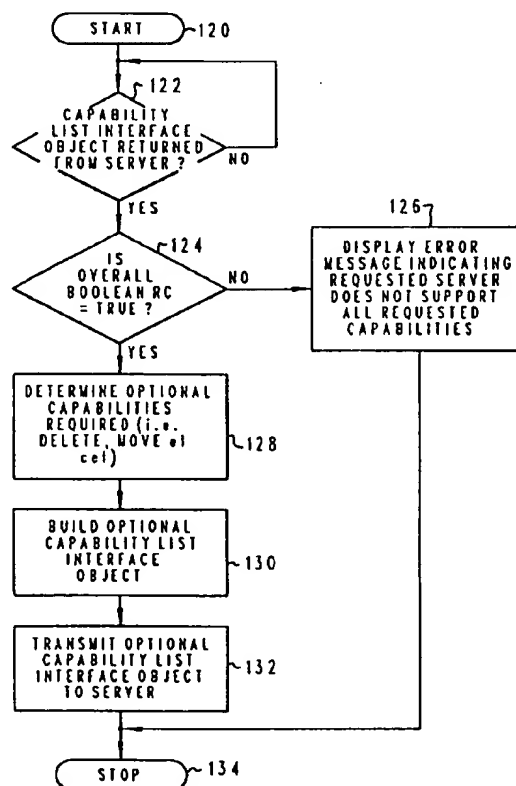 START
120
122
CAPABILITY
LIST INTERFACE
OBJECT RETURNED
FROM SERVER ?
NO
YES
124
IS
OVERALL
BOOLEAN RC
= TRUE ?
NO
YES
126
DISPLAY ERROR
MESSAGE INDICATING
REQUESTED SERVER
DOES NOT SUPPORT
ALL REQUESTED
CAPABILITIES
DETERMINE OPTIONAL
CAPABILITIES
REQUIRED (i.e.
DELETE, MOVE et
cet)
128
BUILD OPTIONAL
CAPABILITY LIST
INTERFACE
OBJECT
130
TRANSMIT OPTIONAL
CAPABILITY LIST
INTERFACE OBJECT
TO SERVER
132
STOP
134